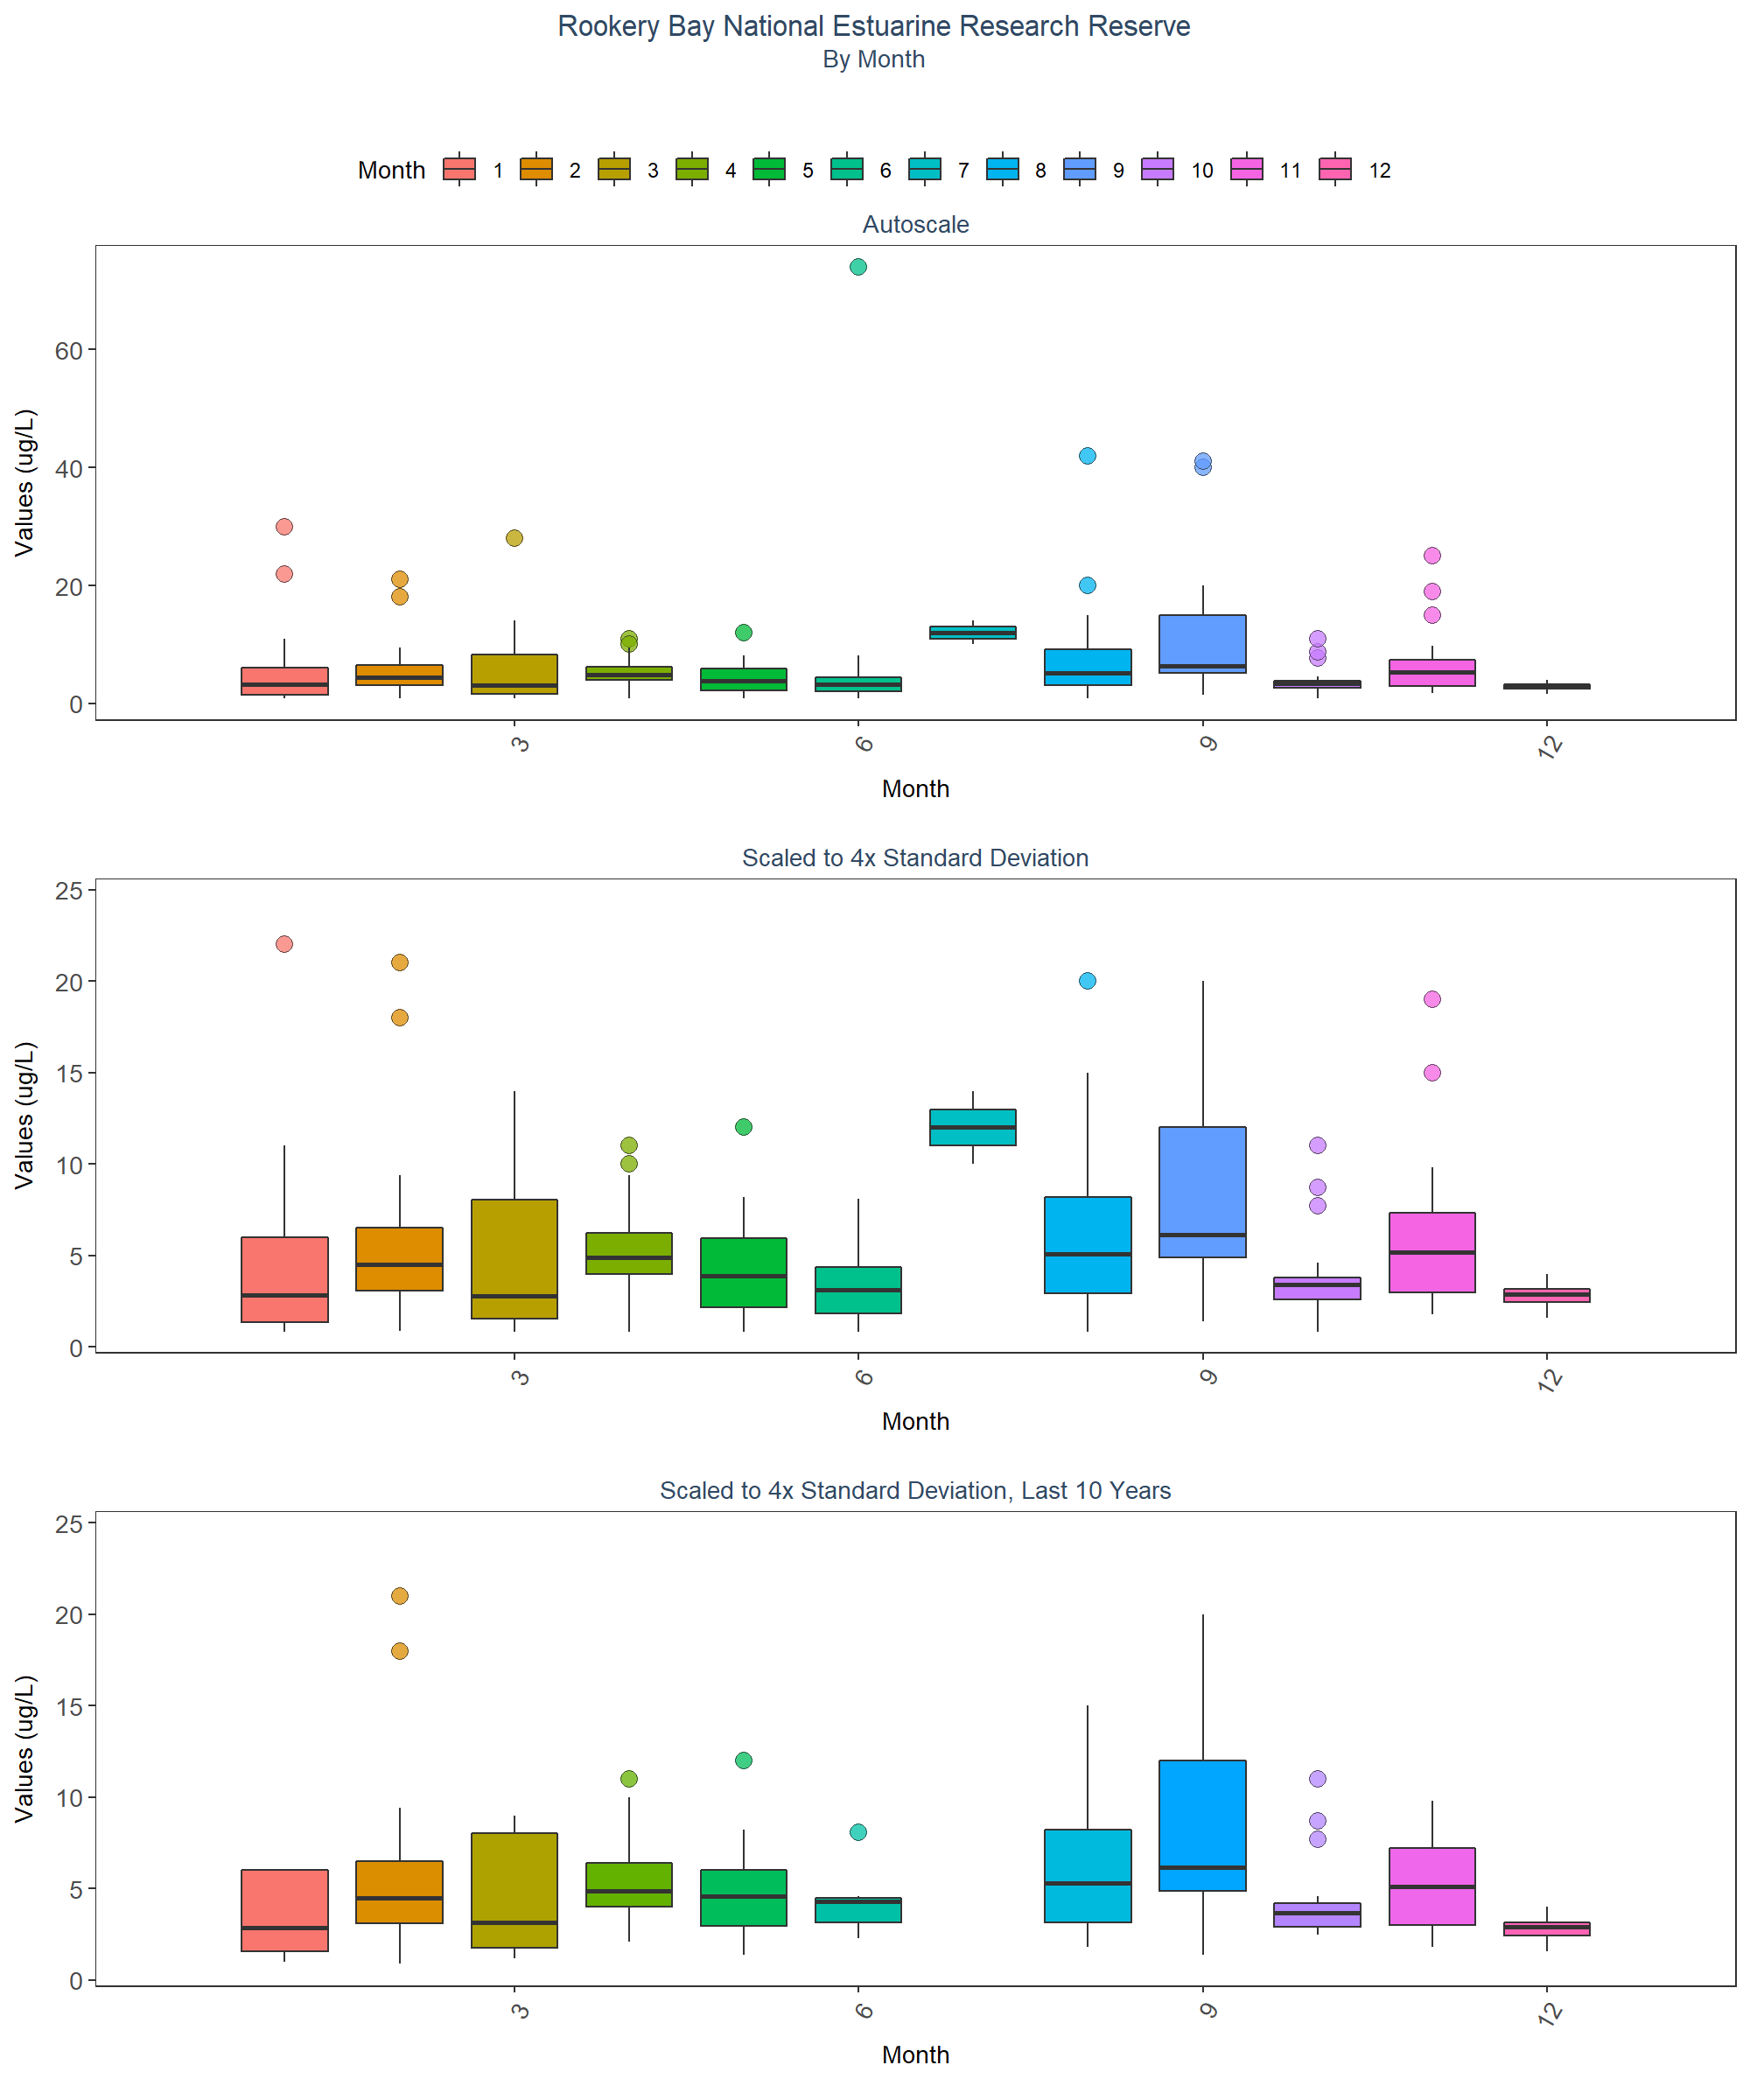 Rookery Bay National Estuarine Research Reserve
By Month
Month 1 2 3 4 5 6 7 8 9 10 11 12
Autoscale
Values (ug/L)
60
40
20
0
3 6 9 12
Month
Scaled to 4x Standard Deviation
Values (ug/L)
25
20
15
10
5
0
3 6 9 12
Month
Scaled to 4x Standard Deviation, Last 10 Years
Values (ug/L)
25
20
15
10
5
0
3 6 9 12
Month